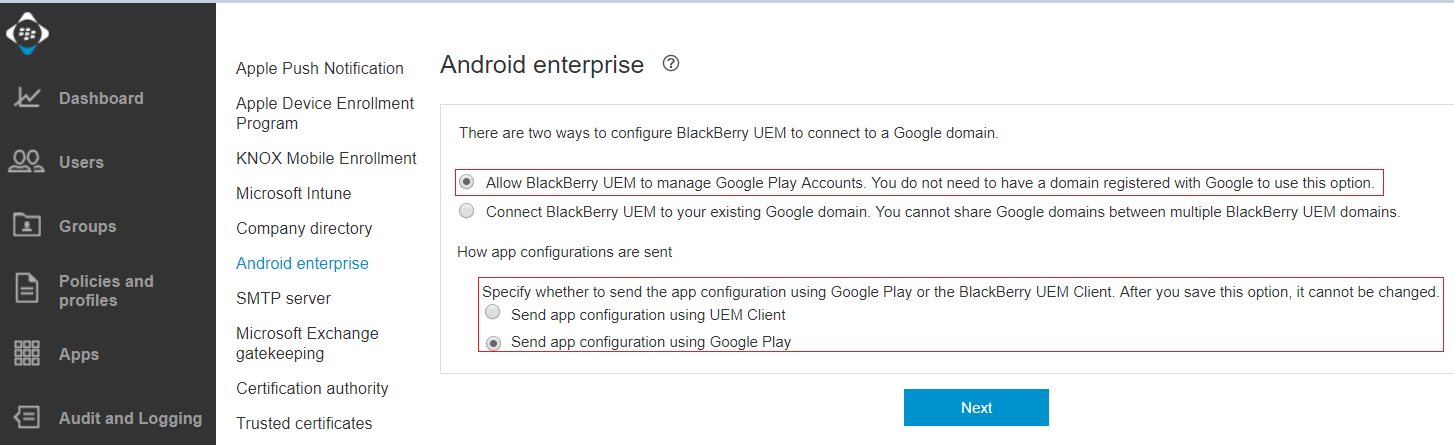 Dashboard
Users
Groups
Policies and
profiles
Apps
Audit and Logging
Apple Push Notification
Apple Device Enrollment
Program
KNOX Mobile Enrollment
Microsoft Intune
Company directory
Android enterprise
SMTP server
Microsoft Exchange
gatekeeping
Certification authority
Trusted certificates
Android enterprise ?
There are two ways to configure BlackBerry UEM to connect to a Google domain.
Allow BlackBerry UEM to manage Google Play Accounts. You do not need to have a domain registered with Google to use this option.
Connect BlackBerry UEM to your existing Google domain. You cannot share Google domains between multiple BlackBerry UEM domains.
How app configurations are sent
Specify whether to send the app configuration using Google Play or the BlackBerry UEM Client. After you save this option, it cannot be changed.
Send app configuration using UEM Client
Send app configuration using Google Play
Next